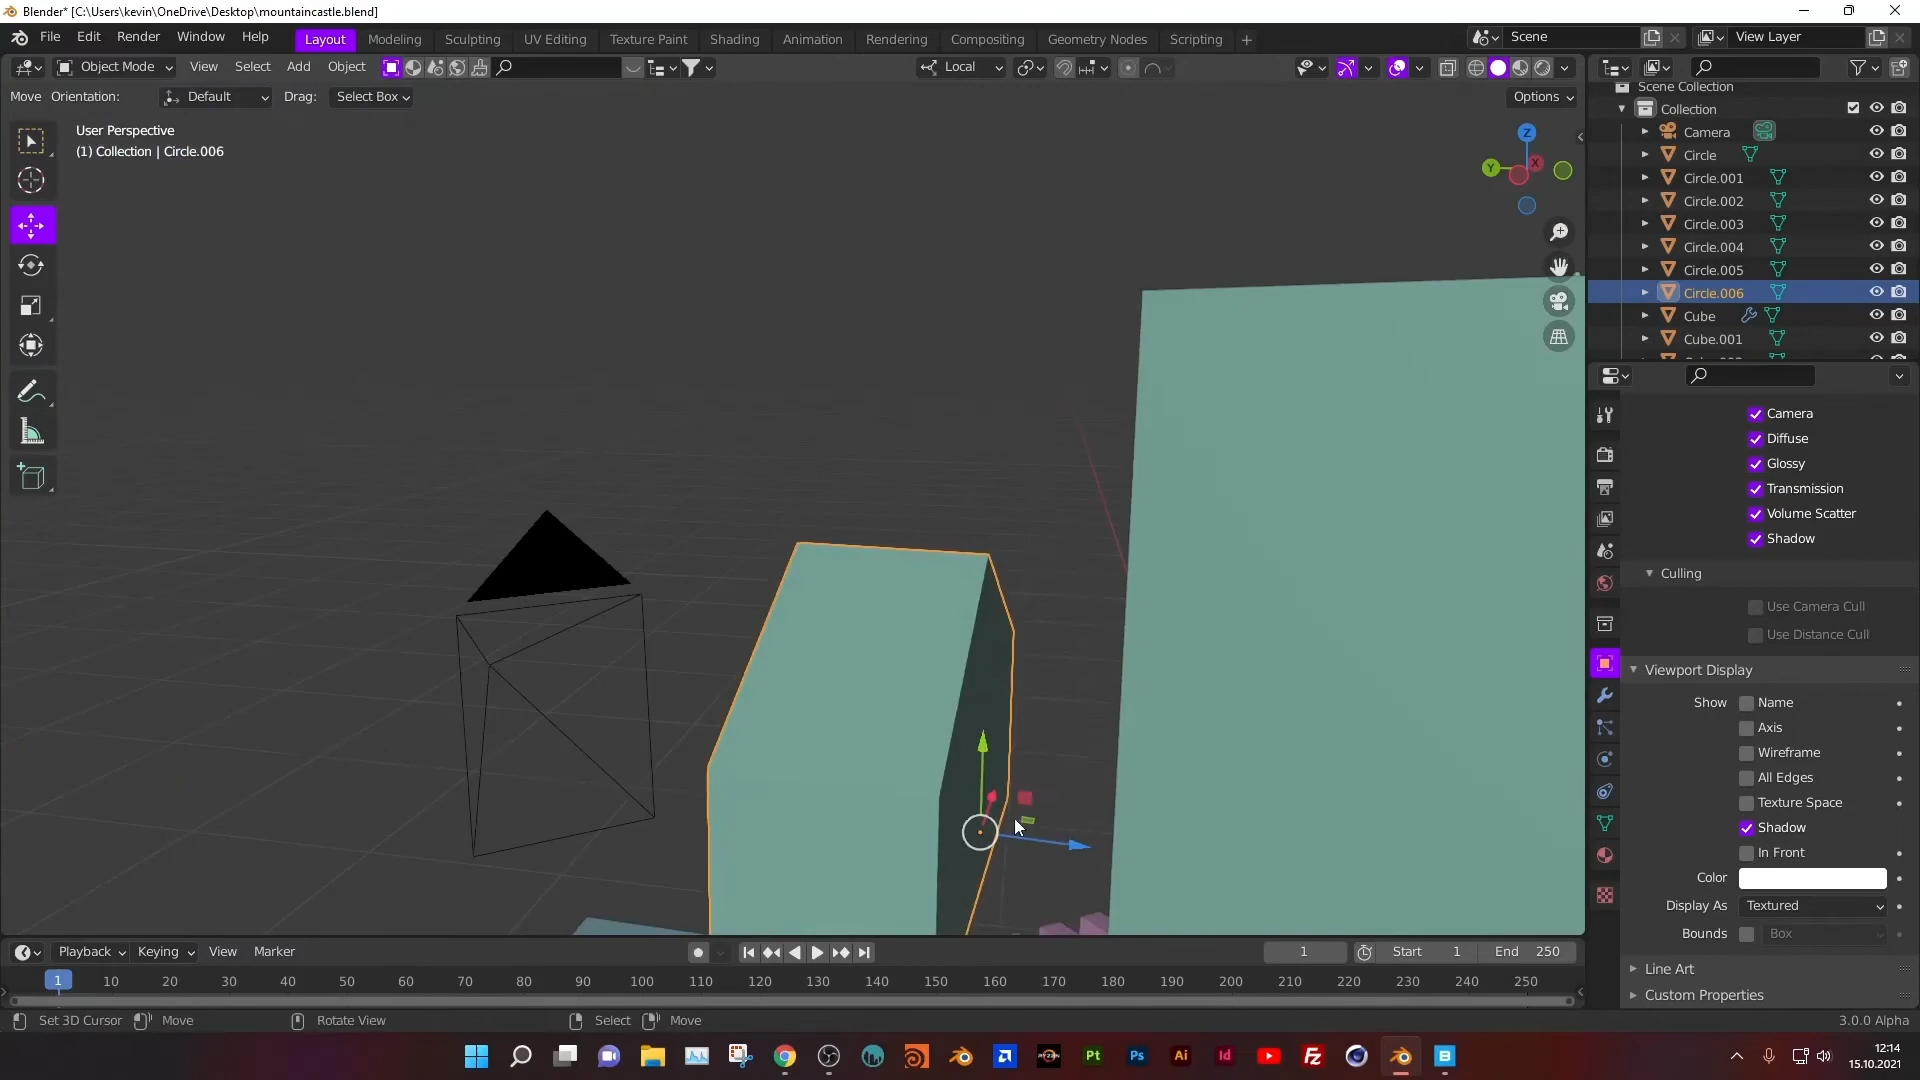 Blender* [C:\Users\kevin\OneDrive\Desktop\mountaincastle.blend]
File Edit Render Window Help Layout Modeling Sculpting UV Editing Texture Paint Shading Animation Rendering Compositing Geometry Nodes Scripting Scene View Layer
Object Mode View Select Add Object Local
Move Orientation: Default Drag: Select Box Options
User Perspective
(1) Collection | Circle.006
Z
Y X
Scene Collection
Collection
Camera
Circle
Circle.001
Circle.002
Circle.003
Circle.004
Circle.005
Circle.006
Cube
Cube.001
Camera
Diffuse
Glossy
Transmission
Volume Scatter
Shadow
Culling
Use Camera Cull
Use Distance Cull
Viewport Display
Show Name
Axis
Wireframe
All Edges
Texture Space
Shadow
In Front
Color
Display As Textured
Bounds Box
Line Art
Custom Properties
Playback Keying View Marker 1 Start 1 End 250
1 10 20 30 40 50 60 70 80 90 100 110 120 130 140 150 160 170 180 190 200 210 220 230 240 250
Set 3D Cursor Move Rotate View Select Move 3.0.0 Alpha
RYZEN Pt Ps Ai Id Fz B
12:14
15.10.2021